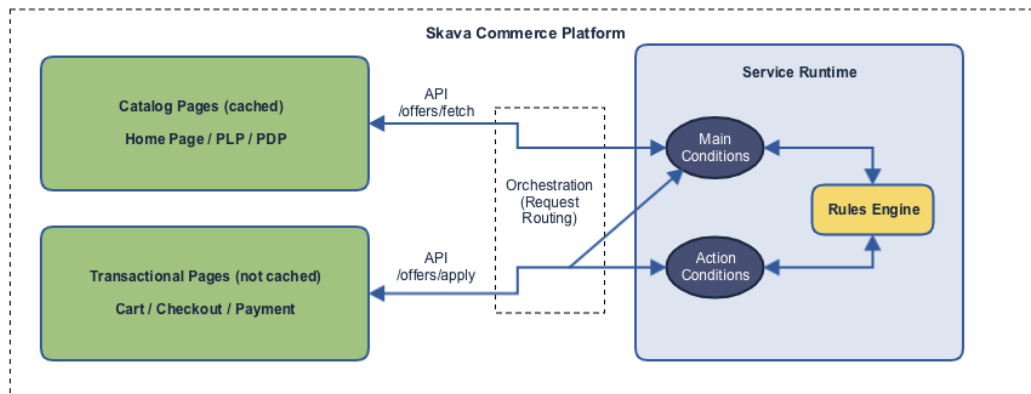 Skava Commerce Platform
Catalog Pages (cached)
Home Page / PLP / PDP
API
/offers/fetch
Orchestration
(Request
Routing)
Transactional Pages (not cached)
Cart / Checkout / Payment
API
/offers/apply
Service Runtime
Main
Conditions
Action
Conditions
Rules Engine